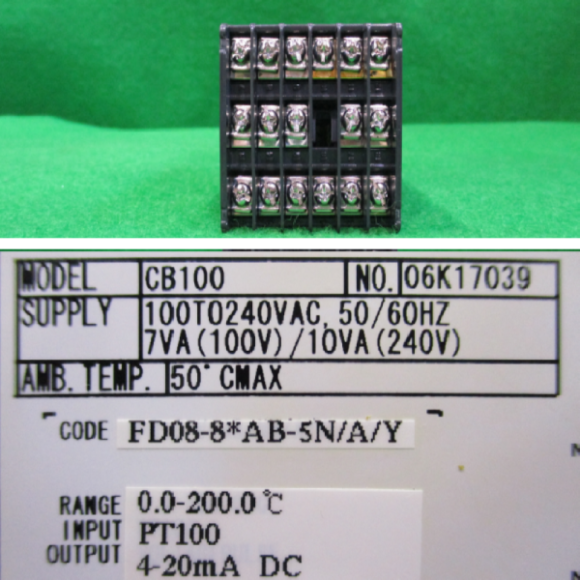 MODEL CB100 NO. 06K17039
SUPPLY 100TO240VAC, 50/60HZ
7VA(100V)/10VA(240V)
AMB. TEMP. 50°CMAX
CODE FD08-8*AB-5N/A/Y
RANGE 0.0-200.0℃
INPUT PT100
OUTPUT 4-20mA DC